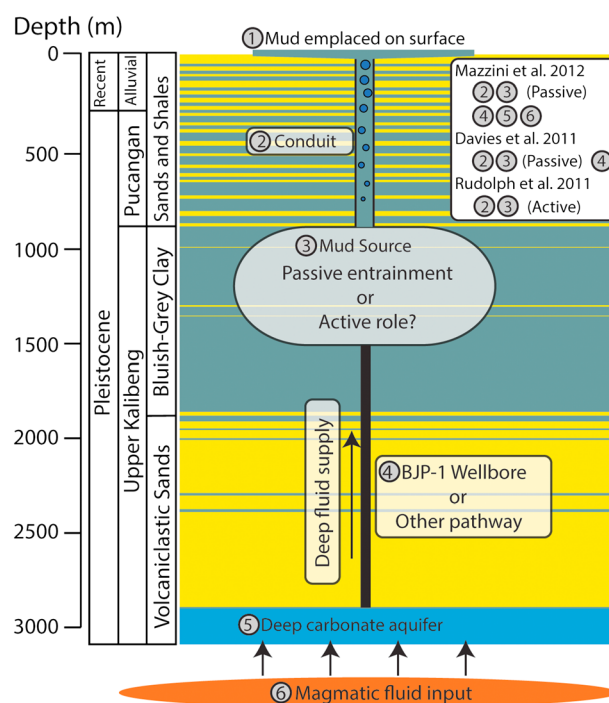 Depth (m)
① Mud emplaced on surface
0
500
1000
1500
2000
2500
3000
Recent
Pleistocene
Alluvial
Pucangan
Upper Kalibeng
Sands and Shales
Bluish-Grey Clay
Volcaniclastic Sands
Mazzini et al. 2012
② ③ (Passive)
④ ⑤ ⑥
Davies et al. 2011
② ③ (Passive) ④
Rudolph et al. 2011
② ③ (Active)
② Conduit
③ Mud Source
Passive entrainment
or
Active role?
Deep fluid supply
④ BJP-1 Wellbore
or
Other pathway
⑤ Deep carbonate aquifer
⑥ Magmatic fluid input